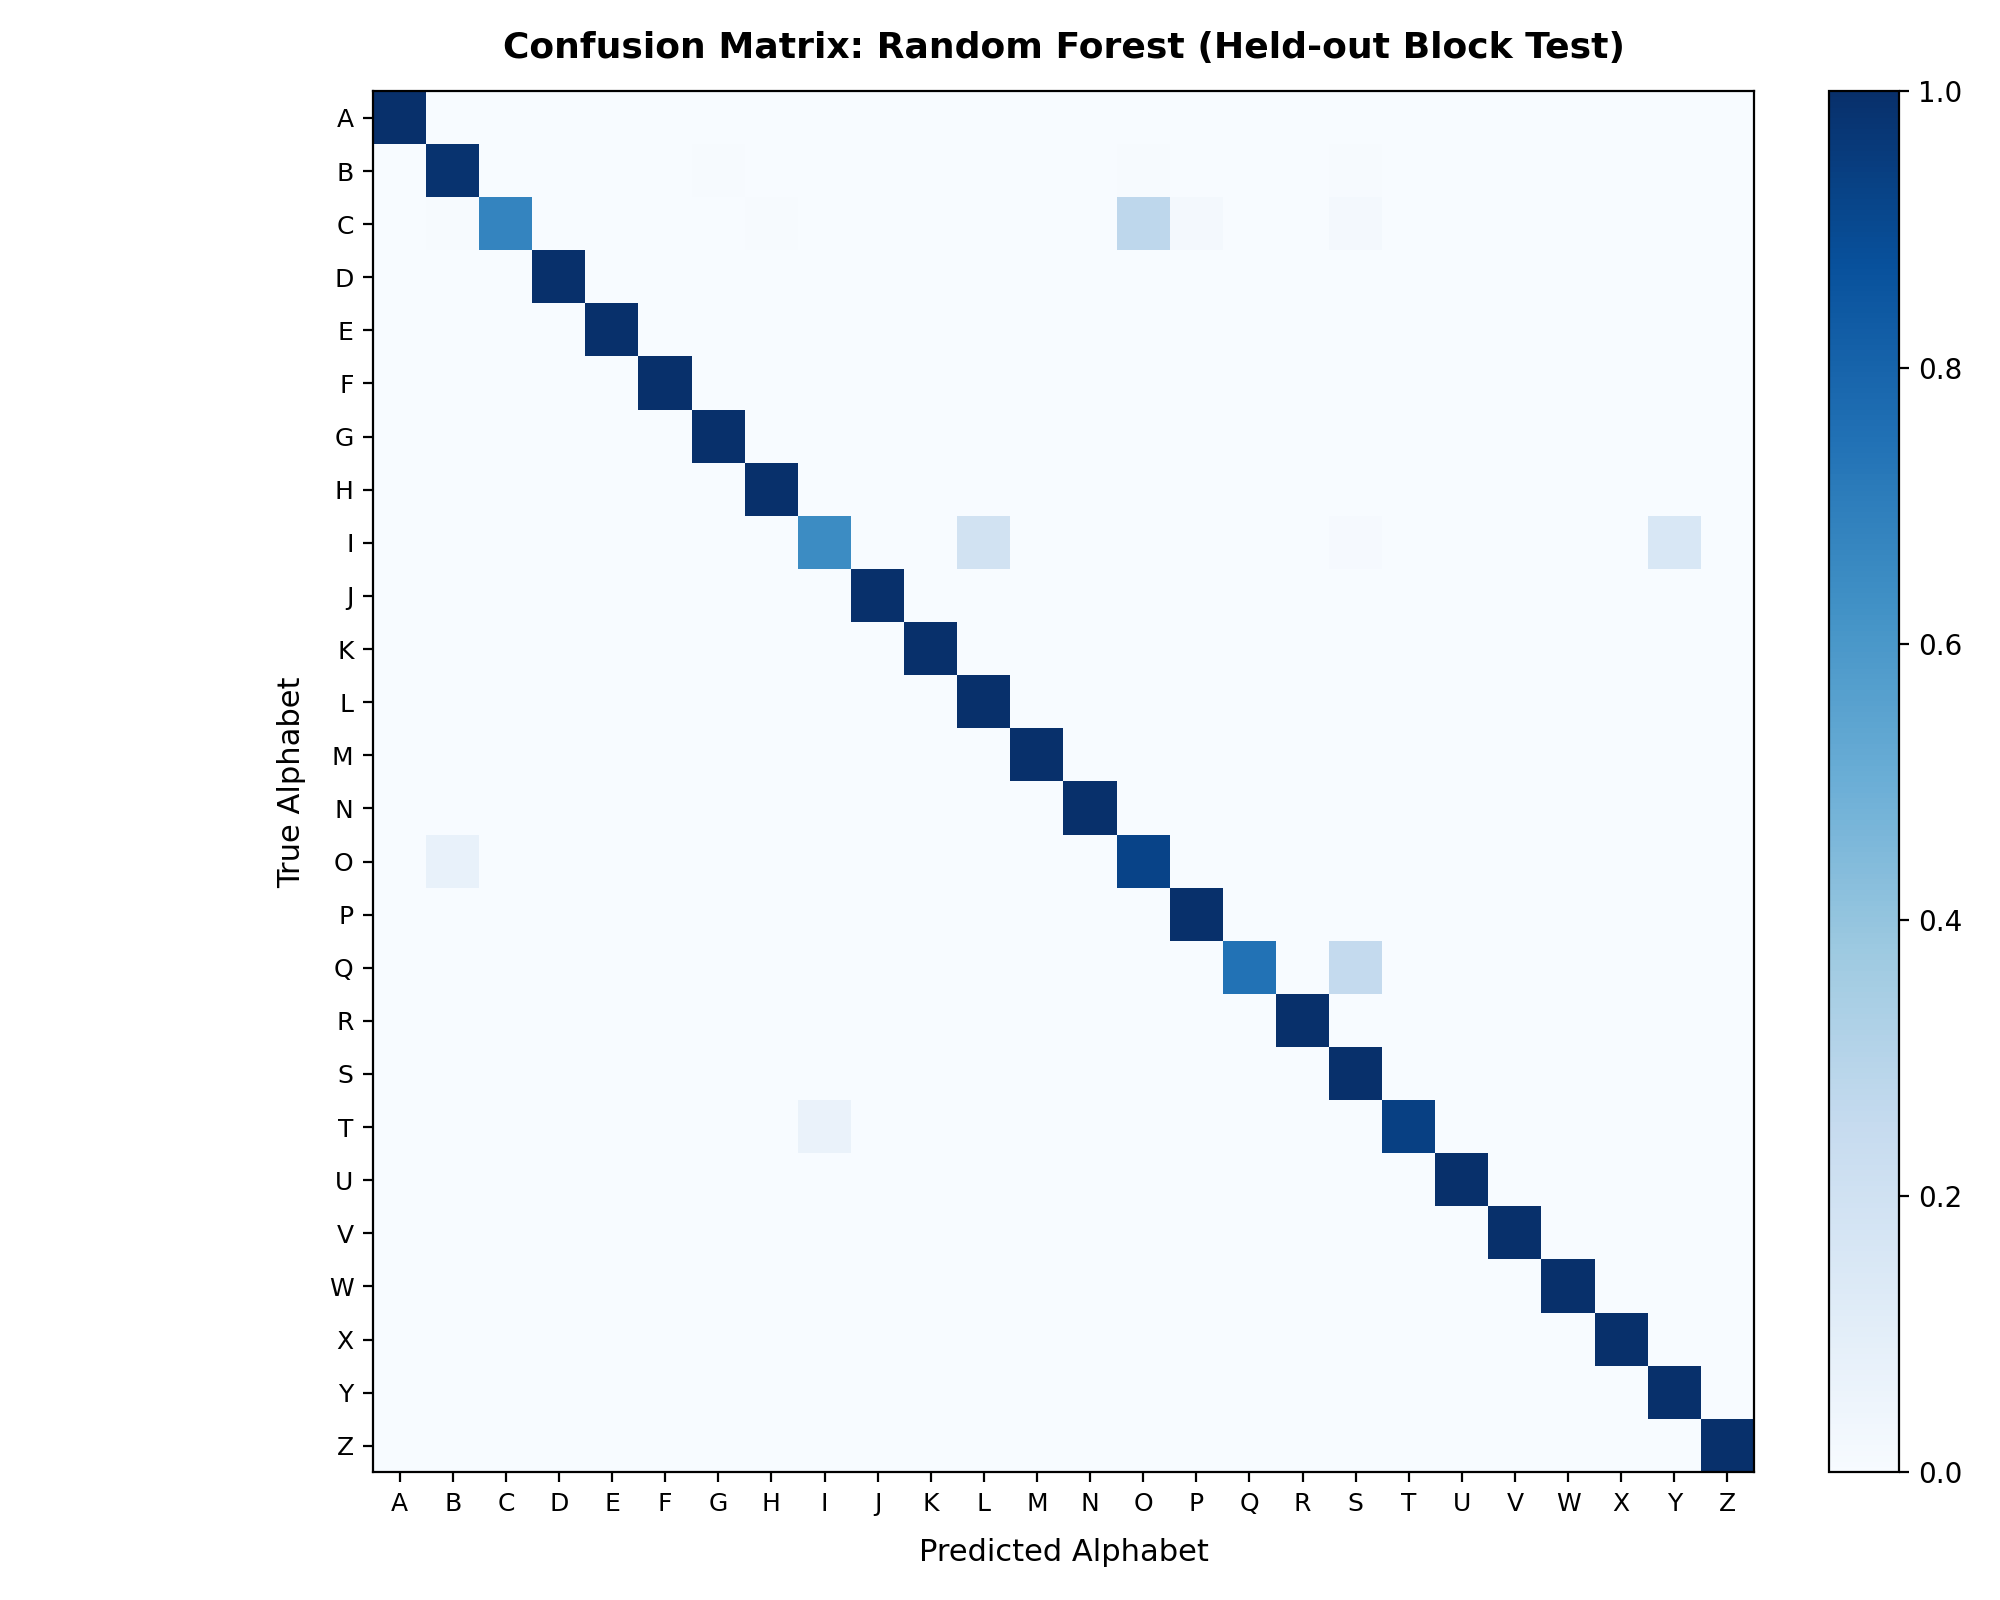 Confusion Matrix: Random Forest (Held-out Block Test)
True Alphabet
A
B
C
D
E
F
G
H
I
J
K
L
M
N
O
P
Q
R
S
T
U
V
W
X
Y
Z
A B C D E F G H I J K L M N O P Q R S T U V W X Y Z
Predicted Alphabet
1.0
0.8
0.6
0.4
0.2
0.0